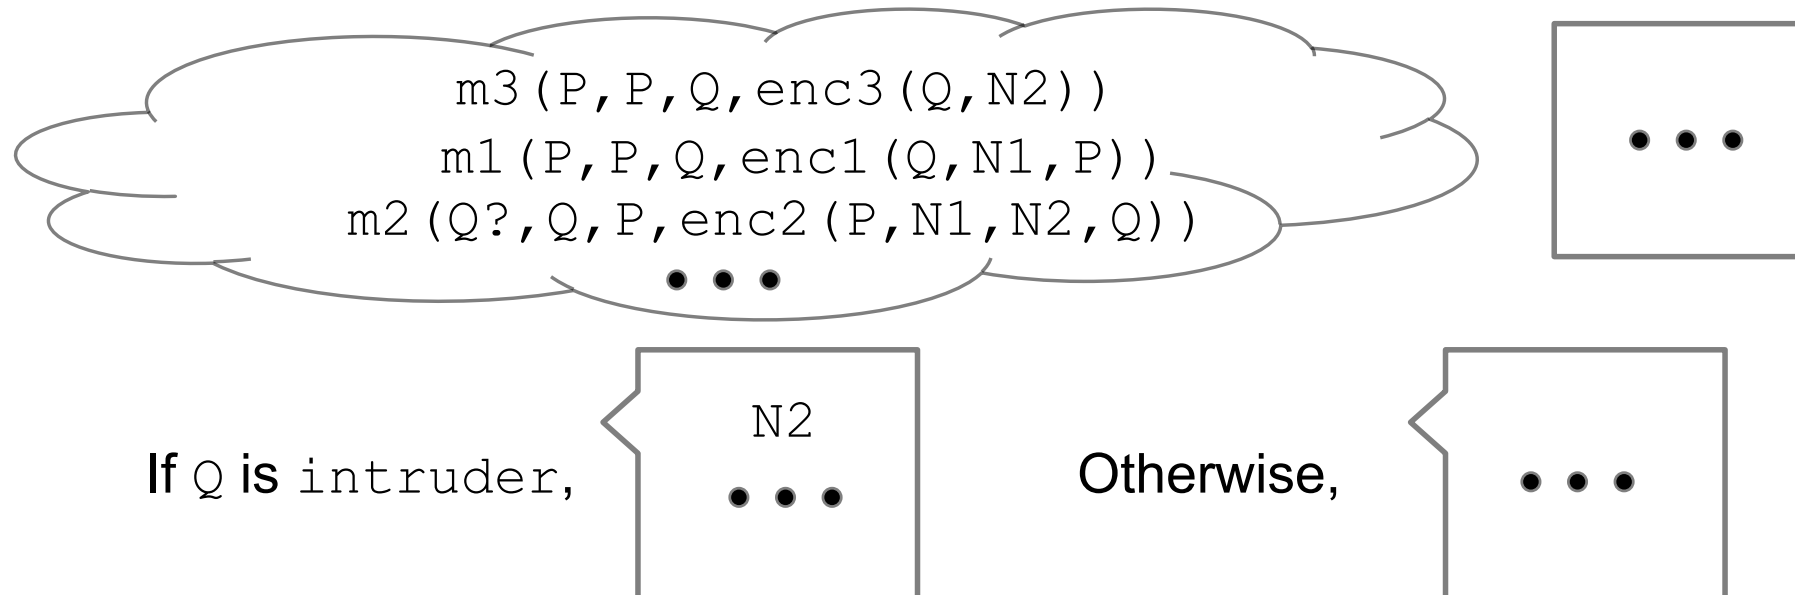 m3(P,P,Q,enc3(Q,N2))
m1(P,P,Q,enc1(Q,N1,P))
m2(Q?,Q,P,enc2(P,N1,N2,Q))
N2
If Q is intruder,
Otherwise,